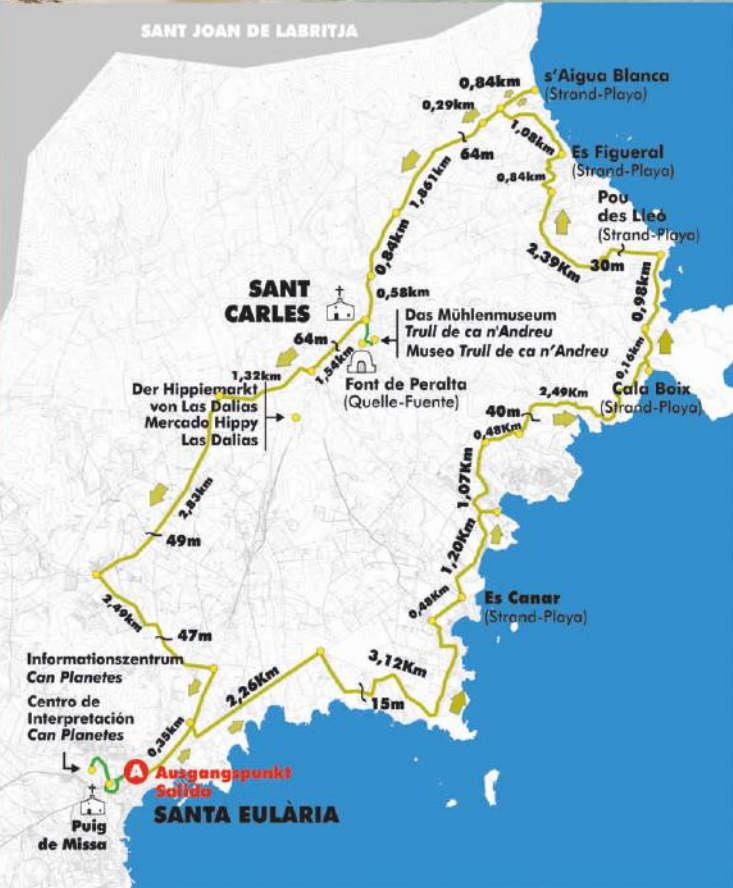 SANT JOAN DE LABRITJA
0,84km
s'Aigua Blanca
(Strand-Playa)
0,29km
1,08km
64m
Es Figueral
(Strand-Playa)
0,84km
1,861km
Pou
des Lleó
(Strand-Playa)
2,39Km
30m
0,84km
0,98km
0,58km
SANT
CARLES
Das Mühlenmuseum
Trull de ca n'Andreu
Museo Trull de ca n'Andreu
64m
1,54km
0,16km
1,32km
Font de Peralta
(Quelle-Fuente)
Cala Boix
(Strand-Playa)
2,49Km
Der Hippiemarkt
von Las Dalias
Mercado Hippy
Las Dalias
40m
0,48Km
1,07Km
2,83km
49m
1,20Km
2,49km
0,48Km
Es Canar
(Strand-Playa)
47m
Informationszentrum
Can Planetes
3,12Km
2,26Km
15m
Centro de
Interpretación
Can Planetes
0,35km
A
Ausgangspunkt
Salida
SANTA EULÀRIA
Puig
de Missa